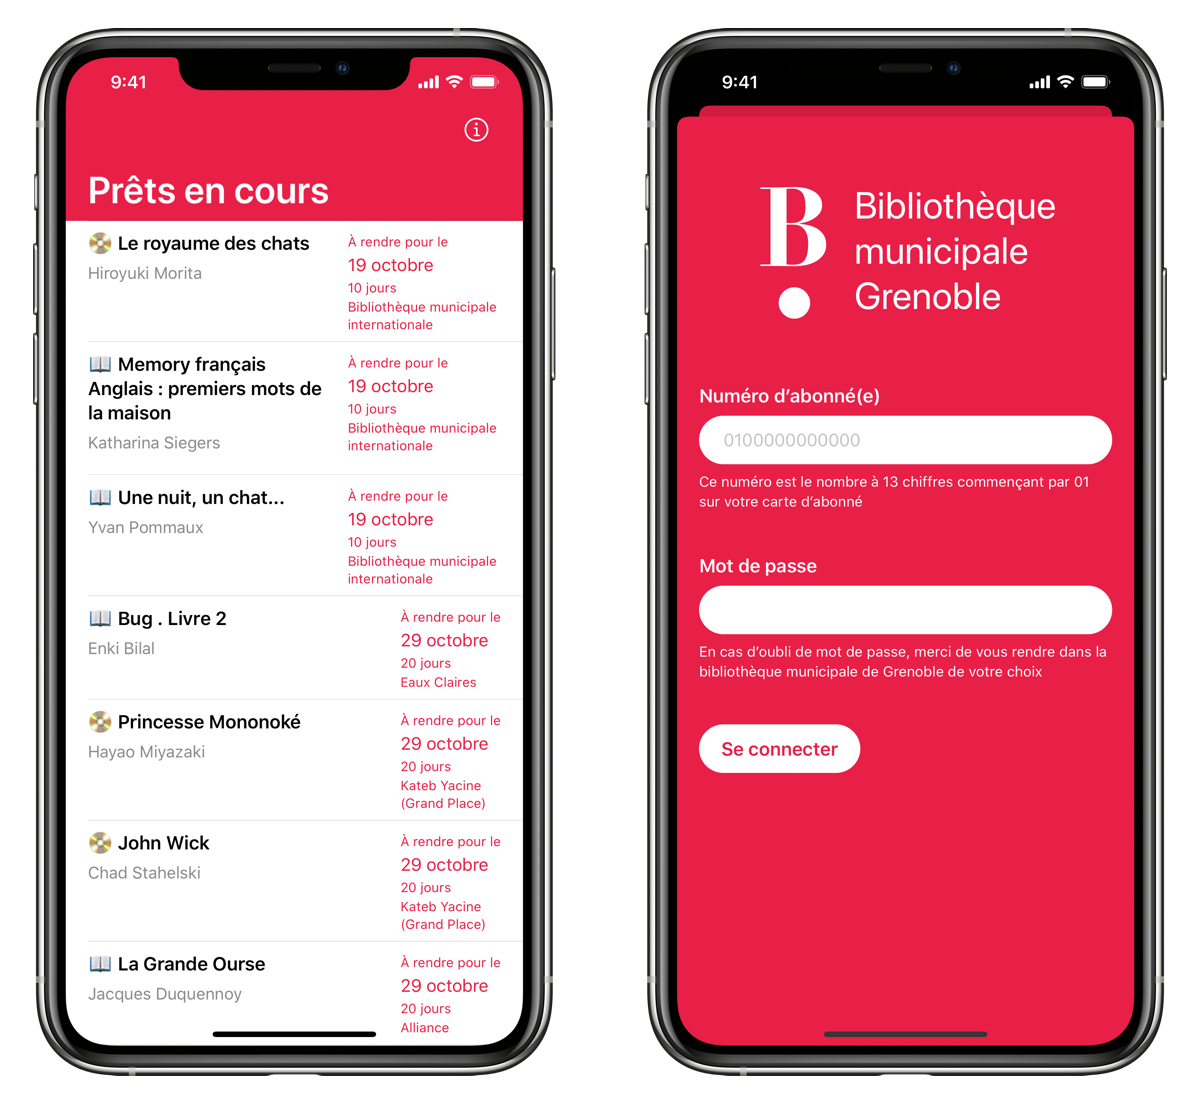 9:41
Prêts en cours
Le royaume des chats
Hiroyuki Morita
À rendre pour le
19 octobre
10 jours
Bibliothèque municipale
internationale
Memory français
Anglais : premiers mots de
la maison
Katharina Siegers
À rendre pour le
19 octobre
10 jours
Bibliothèque municipale
internationale
Une nuit, un chat...
Yvan Pommaux
À rendre pour le
19 octobre
10 jours
Bibliothèque municipale
internationale
Bug . Livre 2
Enki Bilal
À rendre pour le
29 octobre
20 jours
Eaux Claires
Princesse Mononoké
Hayao Miyazaki
À rendre pour le
29 octobre
20 jours
Kateb Yacine
(Grand Place)
John Wick
Chad Stahelski
À rendre pour le
29 octobre
20 jours
Kateb Yacine
(Grand Place)
La Grande Ourse
Jacques Duquennoy
À rendre pour le
29 octobre
20 jours
Alliance
9:41
B
Bibliothèque
municipale
Grenoble
Numéro d’abonné(e)
0100000000000
Ce numéro est le nombre à 13 chiffres commençant par 01
sur votre carte d’abonné
Mot de passe
En cas d’oubli de mot de passe, merci de vous rendre dans la
bibliothèque municipale de Grenoble de votre choix
Se connecter